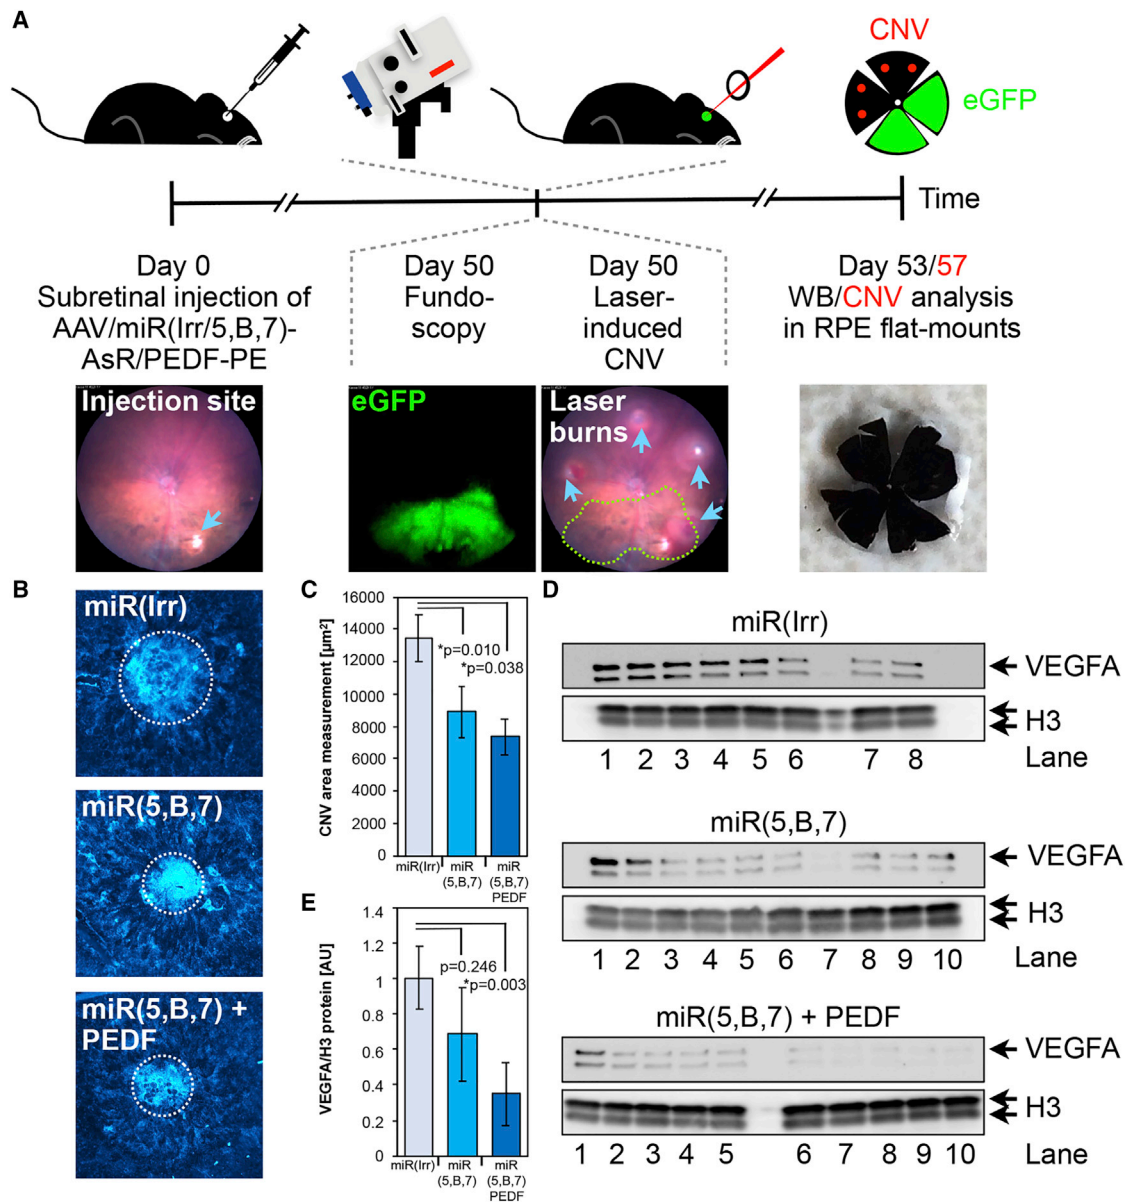 A
CNV
eGFP
Time
Day 0
Subretinal injection of
AAV/miR(Irr/5,B,7)-
AsR/PEDF-PE
Day 50
Fundo-
scopy
Day 50
Laser-
induced
CNV
Day 53/57
WB/CNV analysis
in RPE flat-mounts
Injection site
eGFP
Laser
burns
B
miR(Irr)
miR(5,B,7)
miR(5,B,7) +
PEDF
C
CNV area measurement [µm²]
16000
14000
12000
10000
8000
6000
4000
2000
0
*p=0.010
*p=0.038
miR(Irr)
miR
(5,B,7)
miR
(5,B,7)
PEDF
D
miR(Irr)
VEGFA
H3
1 2 3 4 5 6 7 8 Lane
miR(5,B,7)
VEGFA
H3
1 2 3 4 5 6 7 8 9 10 Lane
miR(5,B,7) + PEDF
VEGFA
H3
1 2 3 4 5 6 7 8 9 10 Lane
E
VEGFA/H3 protein [AU]
1.4
1.2
1
0.8
0.6
0.4
0.2
0
p=0.246
*p=0.003
miR(Irr)
miR
(5,B,7)
miR
(5,B,7)
PEDF